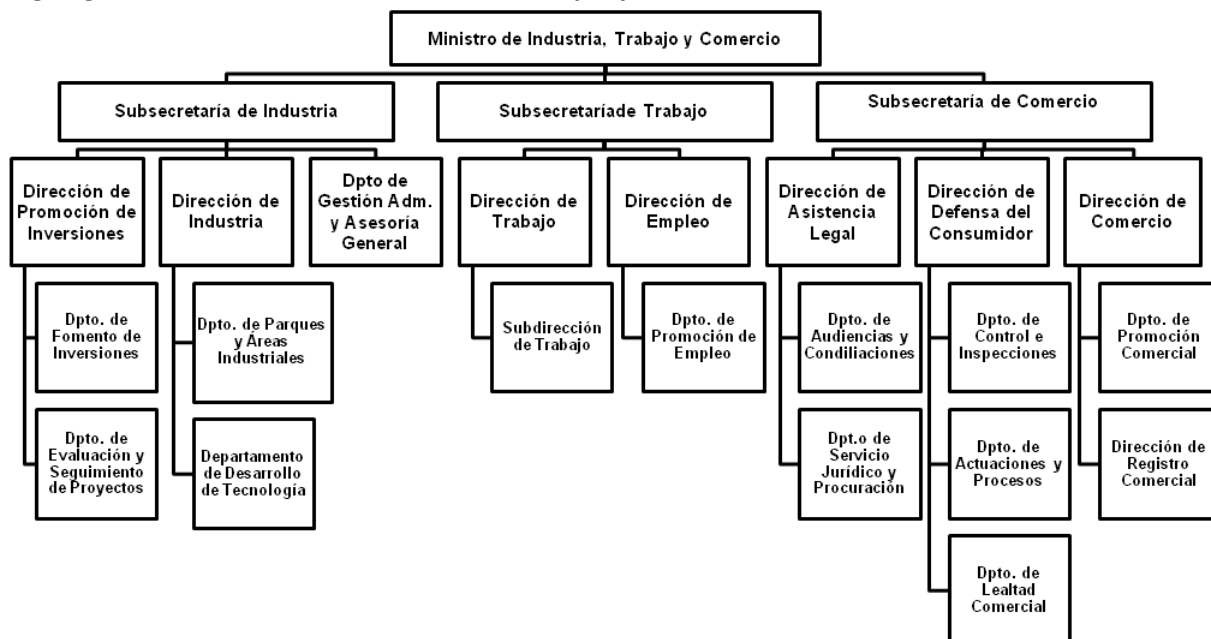 Ministro de Industria, Trabajo y Comercio
Subsecretaría de Industria
Subsecretaríade Trabajo
Subsecretaría de Comercio
Dirección de
Promoción de
Inversiones
Dirección de
Industria
Dpto de
Gestión Adm.
y Asesoría
General
Dirección de
Trabajo
Dirección de
Empleo
Dirección de
Asistencia
Legal
Dirección de
Defensa del
Consumidor
Dirección de
Comercio
Dpto. de
Fomento de
Inversiones
Dpto. de Parques
y Áreas
Industriales
Subdirección
de Trabajo
Dpto. de
Promoción de
Empleo
Dpto. de
Audiencias y
Condiliaciones
Dpto. de
Control e
Inspecciones
Dpto. de
Promoción
Comercial
Dpto. de
Evaluación y
Seguimiento
de Proyectos
Departamento
de Desarrollo
de Tecnología
Dpt.o de
Servicio
Jurídico y
Procuración
Dpto. de
Actuaciones y
Procesos
Dirección de
Registro
Comercial
Dpto. de
Lealtad
Comercial